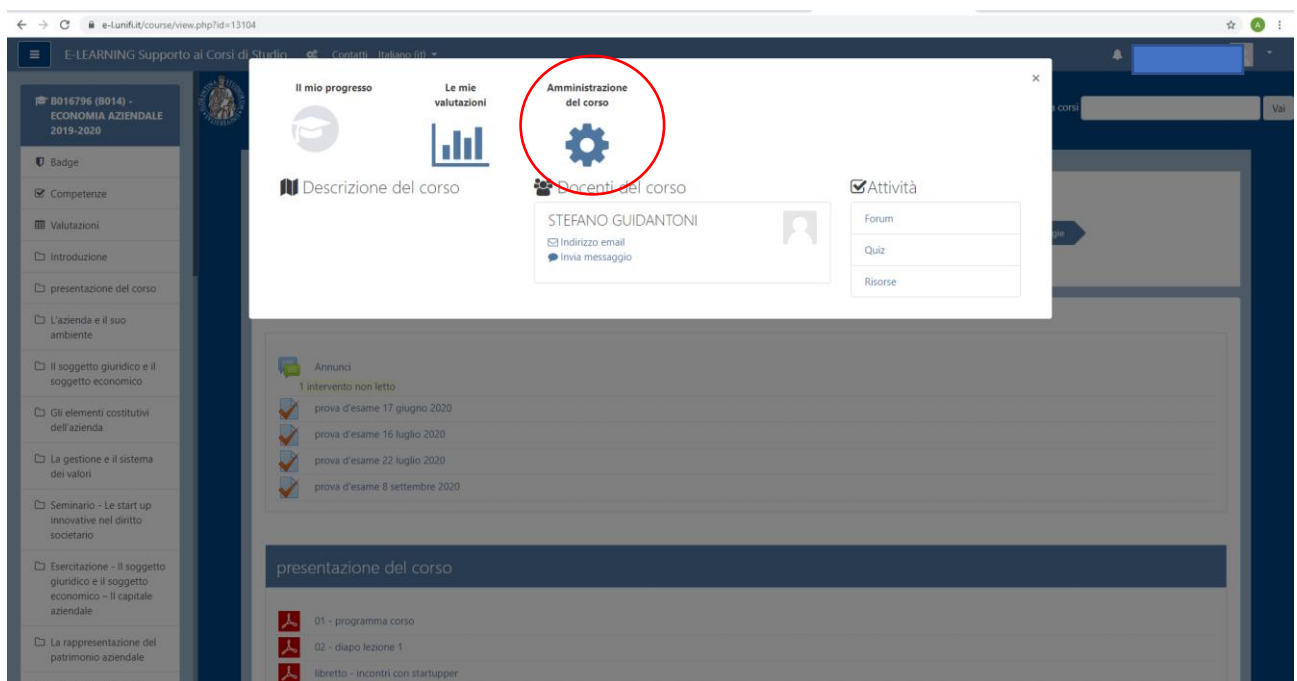 e-l.unifi.it/course/view.php?id=13104
E-LEARNING Supporto ai Corsi di Studio
Contatti
Italiano (it)
B016796 (B014) -
ECONOMIA AZIENDALE
2019-2020
Badge
Competenze
Valutazioni
Introduzione
presentazione del corso
L'azienda e il suo
ambiente
Il soggetto giuridico e il
soggetto economico
Gli elementi costitutivi
dell'azienda
La gestione e il sistema
dei valori
Seminario - Le start up
innovative nel diritto
societario
Esercitazione - Il soggetto
giuridico e il soggetto
economico – Il capitale
aziendale
La rappresentazione del
patrimonio aziendale
Il mio progresso
Le mie
valutazioni
Amministrazione
del corso
×
Descrizione del corso
Docenti del corso
STEFANO GUIDANTONI
Indirizzo email
Invia messaggio
Attività
Forum
Quiz
Risorse
corsi
Vai
A
Annunci
1 intervento non letto
prova d'esame 17 giugno 2020
prova d'esame 16 luglio 2020
prova d'esame 22 luglio 2020
prova d'esame 8 settembre 2020
presentazione del corso
01 - programma corso
02 - diapo lezione 1
libretto - incontri con startupper